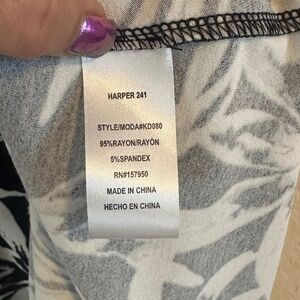 HARPER 241
STYLE/MODA#KD080
95%RAYON/RAYÓN
5%SPANDEX
RN#157950
MADE IN CHINA
HECHO EN CHINA